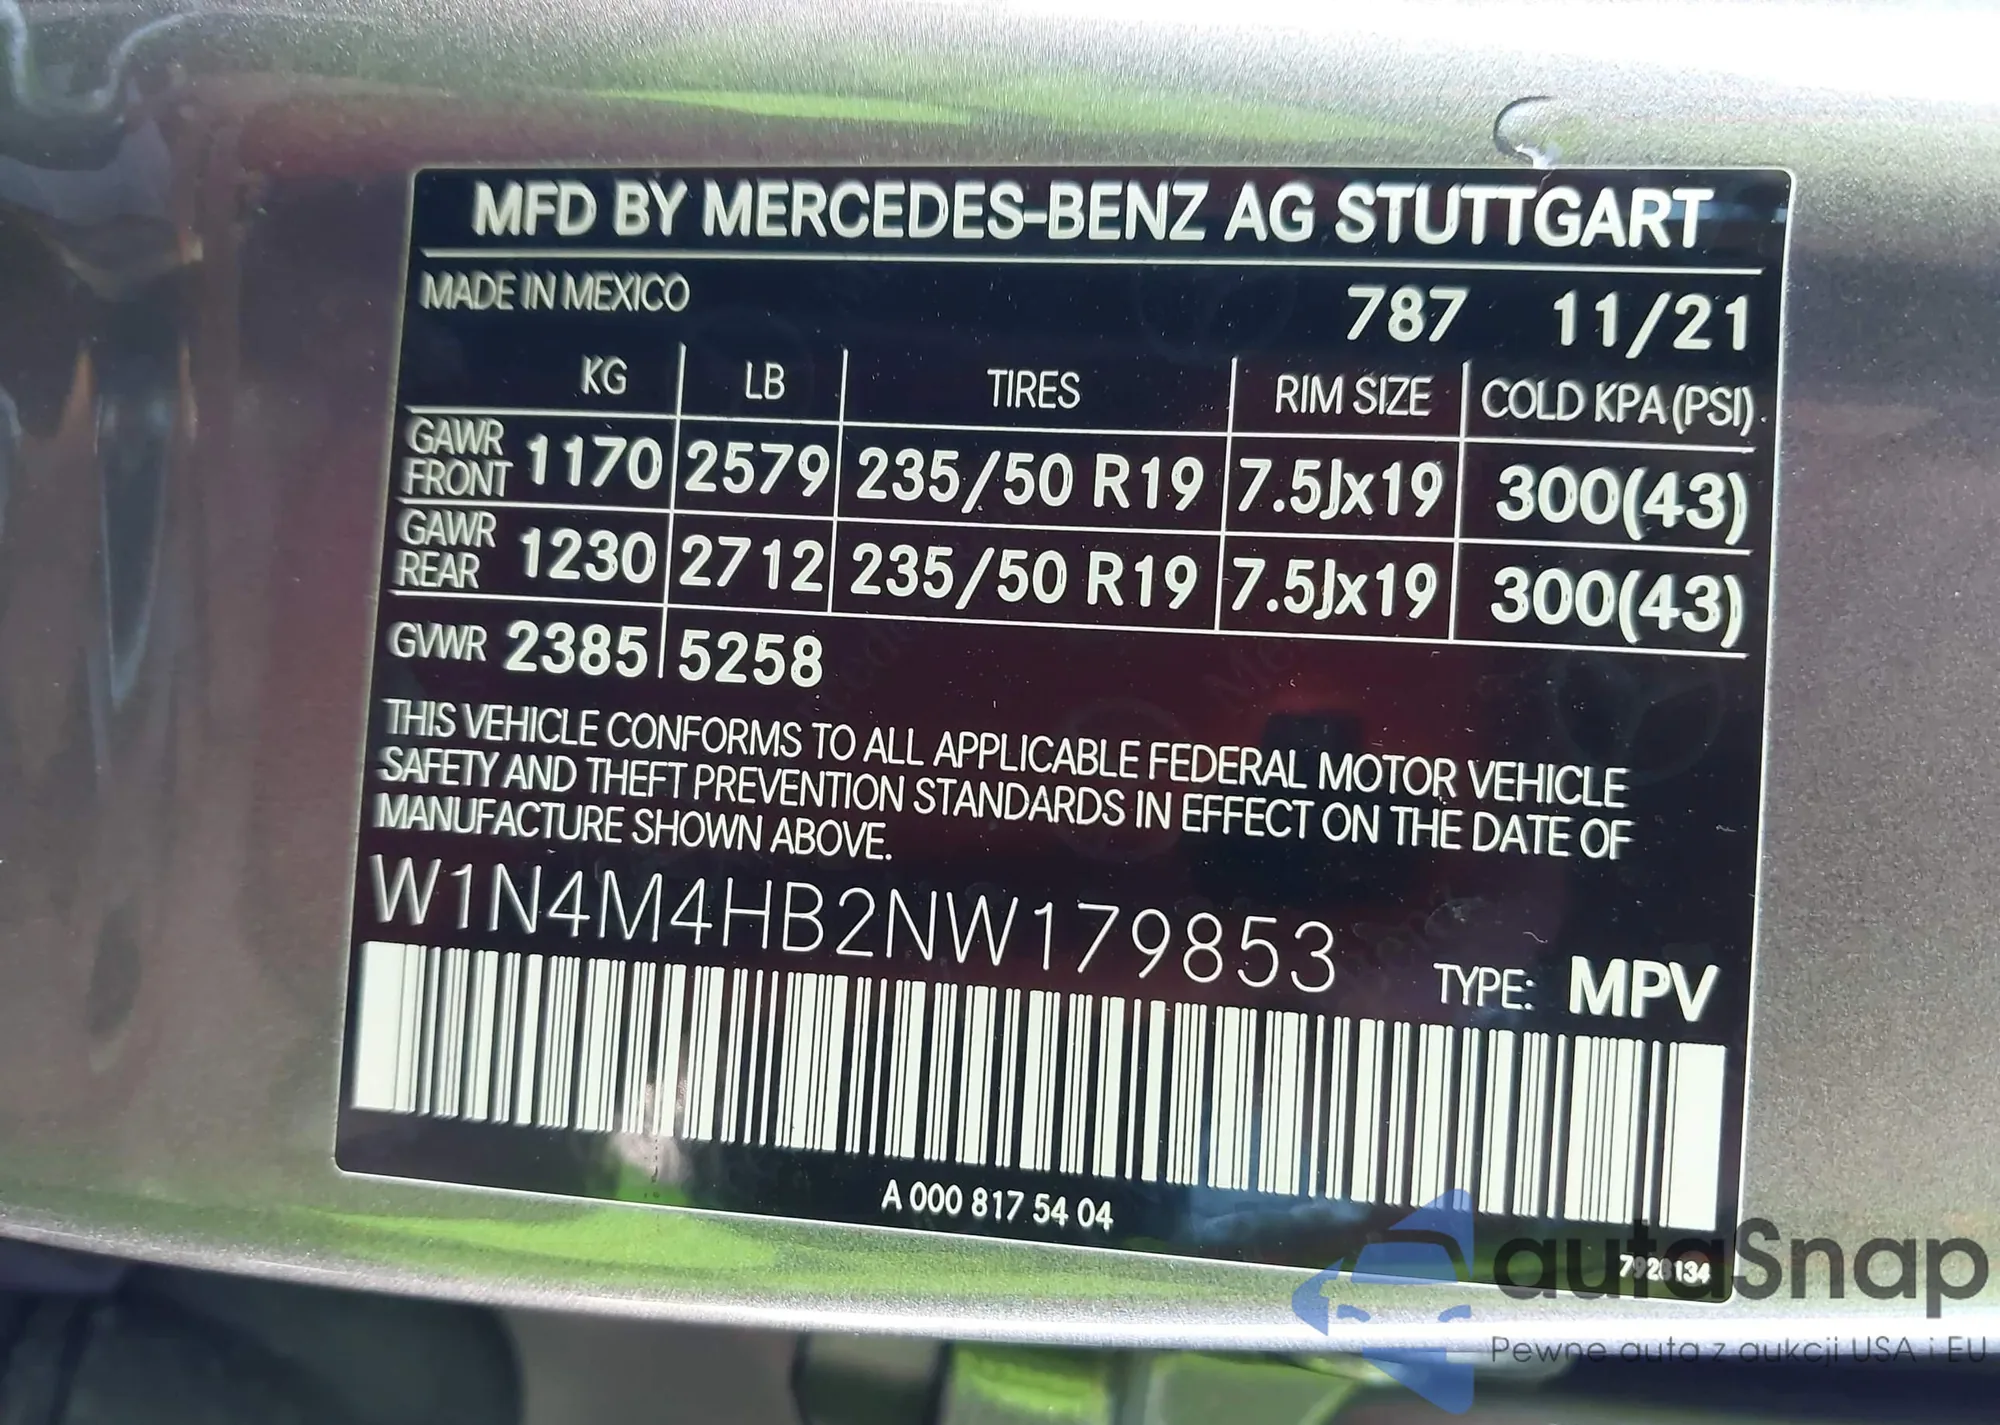 MFD BY MERCEDES-BENZ AG STUTTGART
MADE IN MEXICO 787 11/21
KG LB TIRES RIM SIZE COLD KPA (PSI)
GAWR FRONT 1170 2579 235/50 R19 7.5Jx19 300(43)
GAWR REAR 1230 2712 235/50 R19 7.5Jx19 300(43)
GVWR 2385 5258
THIS VEHICLE CONFORMS TO ALL APPLICABLE FEDERAL MOTOR VEHICLE
SAFETY AND THEFT PREVENTION STANDARDS IN EFFECT ON THE DATE OF
MANUFACTURE SHOWN ABOVE.
W1N4M4HB2NW179853
TYPE: MPV
A 000 817 54 04
autaSnap
Pewne auta z aukcji USA i EU